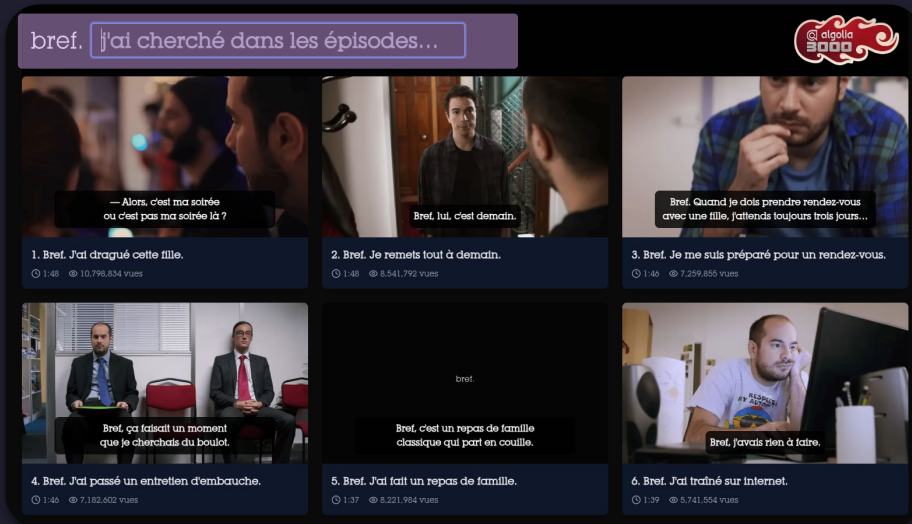 bref. j'ai cherché dans les épisodes...
@ algolia
3000
— Alors, c'est ma soirée
ou c'est pas ma soirée là ?
Bref, lui, c'est demain.
Bref. Quand je dois prendre rendez-vous
avec une fille, j'attends toujours trois jours...
1. Bref. J'ai dragué cette fille.
1:48 10,798,834 vues
2. Bref. Je remets tout à demain.
1:48 8,541,792 vues
3. Bref. Je me suis préparé pour un rendez-vous.
1:46 7,259,855 vues
Bref, ça faisait un moment
que je cherchais du boulot.
bref.
Bref, c'est un repas de famille
classique qui part en couille.
RESPECT
MY AUTHOR
Bref, j'avais rien à faire.
4. Bref. J'ai passé un entretien d'embauche.
1:46 7,182,602 vues
5. Bref. J'ai fait un repas de famille.
1:37 8,221,984 vues
6. Bref. J'ai traîné sur internet.
1:39 5,741,554 vues